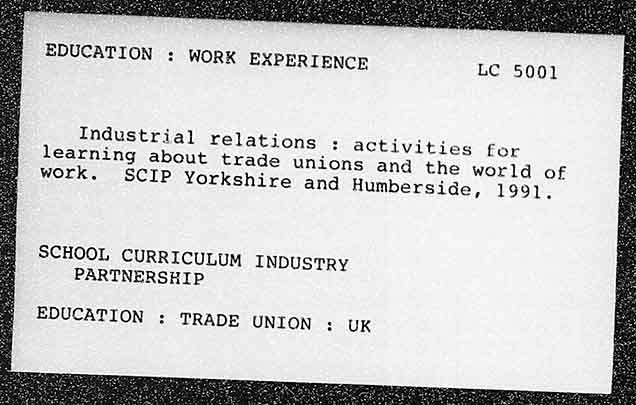 EDUCATION : WORK EXPERIENCE LC 5001
Industrial relations : activities for
learning about trade unions and the world of
work. SCIP Yorkshire and Humberside, 1991.
SCHOOL CURRICULUM INDUSTRY
PARTNERSHIP
EDUCATION : TRADE UNION : UK